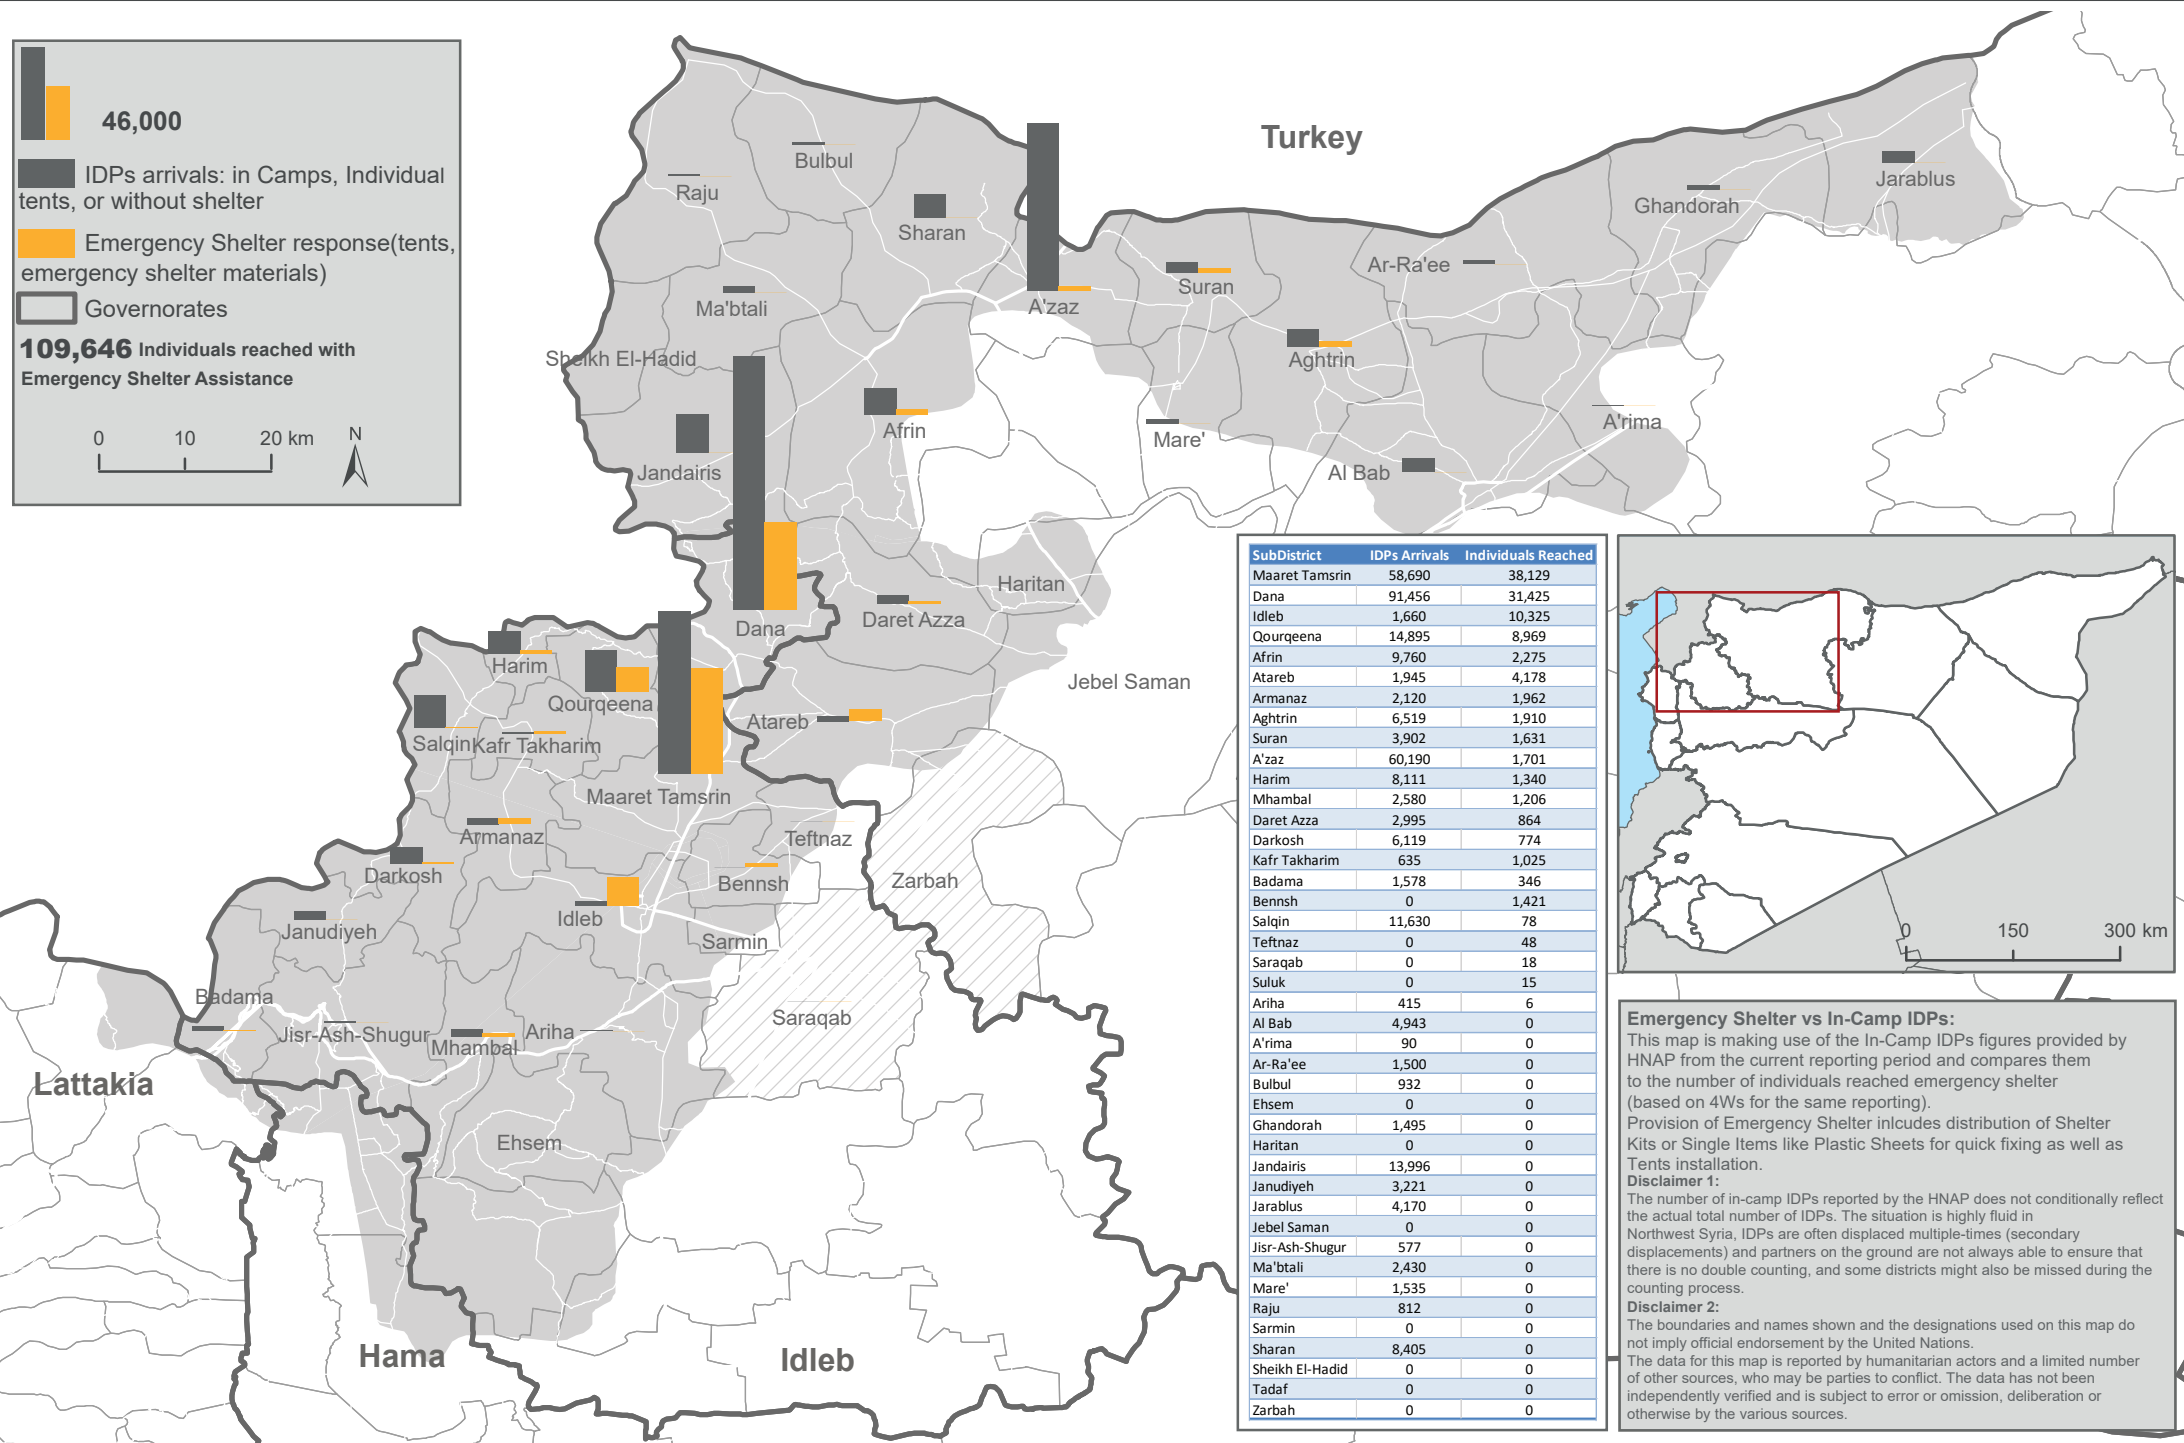 46,000
IDPs arrivals: in Camps, Individual
tents, or without shelter
Emergency Shelter response(tents,
emergency shelter materials)
Governorates
109,646 Individuals reached with
Emergency Shelter Assistance
0 10 20 km
N
Turkey
Bulbul
Raju
Sharan
Jarablus
Ghandorah
Ar-Ra'ee
Suran
A'zaz
Ma'btali
Sheikh El-Hadid
Aghtrin
A'rima
Afrin
Mare'
Al Bab
Jandairis
Haritan
Daret Azza
Dana
Harim
Jebel Saman
Qourqeena
Atareb
Salqin
Kafr Takharim
Maaret Tamsrin
Armanaz
Teftnaz
Darkosh
Bennsh
Zarbah
Idleb
Janudiyeh
Sarmin
Badama
Saraqab
Jisr-Ash-Shugur
Mhambal
Ariha
Lattakia
Ehsem
Hama
Idleb
SubDistrict IDPs Arrivals Individuals Reached
Maaret Tamsrin 58,690 38,129
Dana 91,456 31,425
Idleb 1,660 10,325
Qourqeena 14,895 8,969
Afrin 9,760 2,275
Atareb 1,945 4,178
Armanaz 2,120 1,962
Aghtrin 6,519 1,910
Suran 3,902 1,631
A'zaz 60,190 1,701
Harim 8,111 1,340
Mhambal 2,580 1,206
Daret Azza 2,995 864
Darkosh 6,119 774
Kafr Takharim 635 1,025
Badama 1,578 346
Bennsh 0 1,421
Salqin 11,630 78
Teftnaz 0 48
Saraqab 0 18
Suluk 0 15
Ariha 415 6
Al Bab 4,943 0
A'rima 90 0
Ar-Ra'ee 1,500 0
Bulbul 932 0
Ehsem 0 0
Ghandorah 1,495 0
Haritan 0 0
Jandairis 13,996 0
Janudiyeh 3,221 0
Jarablus 4,170 0
Jebel Saman 0 0
Jisr-Ash-Shugur 577 0
Ma'btali 2,430 0
Mare' 1,535 0
Raju 812 0
Sarmin 0 0
Sharan 8,405 0
Sheikh El-Hadid 0 0
Tadaf 0 0
Zarbah 0 0
0 150 300 km
Emergency Shelter vs In-Camp IDPs:
This map is making use of the In-Camp IDPs figures provided by
HNAP from the current reporting period and compares them
to the number of individuals reached emergency shelter
(based on 4Ws for the same reporting).
Provision of Emergency Shelter inlcudes distribution of Shelter
Kits or Single Items like Plastic Sheets for quick fixing as well as
Tents installation.
Disclaimer 1:
The number of in-camp IDPs reported by the HNAP does not conditionally reflect
the actual total number of IDPs. The situation is highly fluid in
Northwest Syria, IDPs are often displaced multiple-times (secondary
displacements) and partners on the ground are not always able to ensure that
there is no double counting, and some districts might also be missed during the
counting process.
Disclaimer 2:
The boundaries and names shown and the designations used on this map do
not imply official endorsement by the United Nations.
The data for this map is reported by humanitarian actors and a limited number
of other sources, who may be parties to conflict. The data has not been
independently verified and is subject to error or omission, deliberation or
otherwise by the various sources.